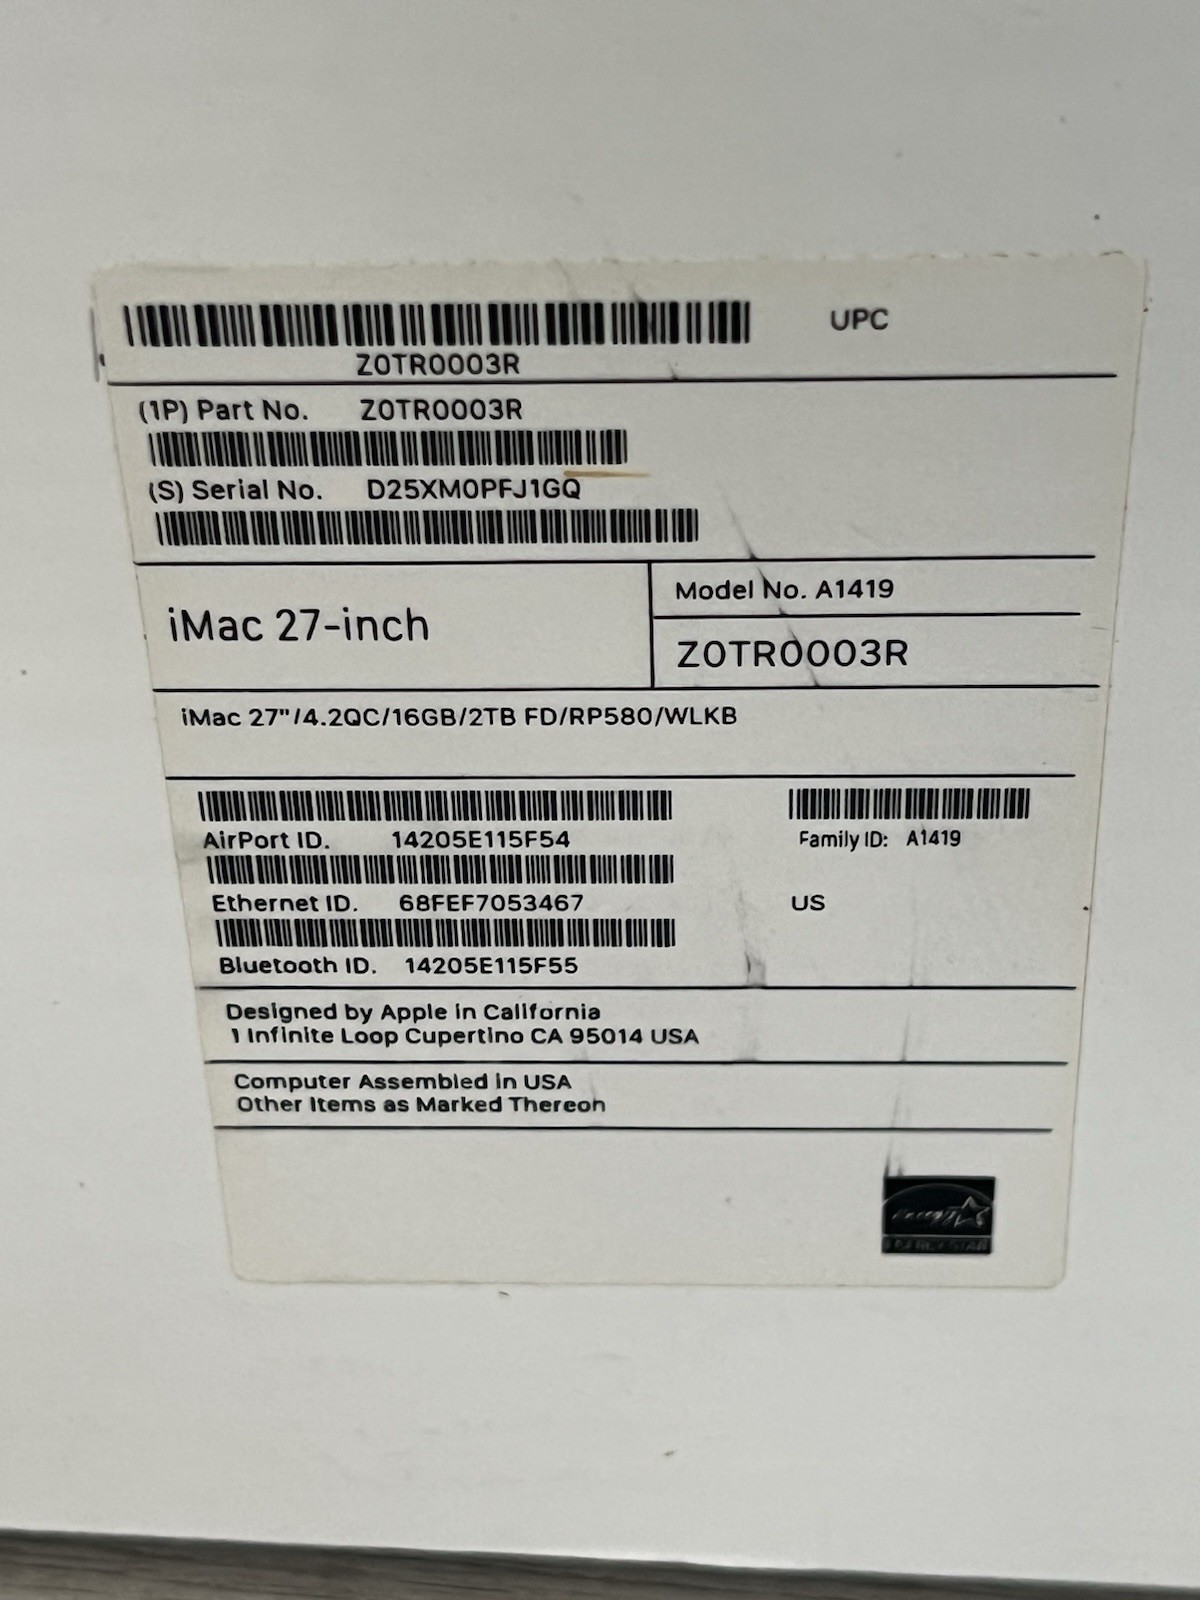 UPC
Z0TR0003R
(1P) Part No. Z0TR0003R
(S) Serial No. D25XM0PFJ1GQ
iMac 27-inch
Model No. A1419
Z0TR0003R
iMac 27"/4.2QC/16GB/2TB FD/RP580/WLKB
AirPort ID. 14205E115F54
Family ID: A1419
Ethernet ID. 68FEF7053467
US
Bluetooth ID. 14205E115F55
Designed by Apple in California
1 Infinite Loop Cupertino CA 95014 USA
Computer Assembled in USA
Other Items as Marked Thereon
energy
ENERGY STAR